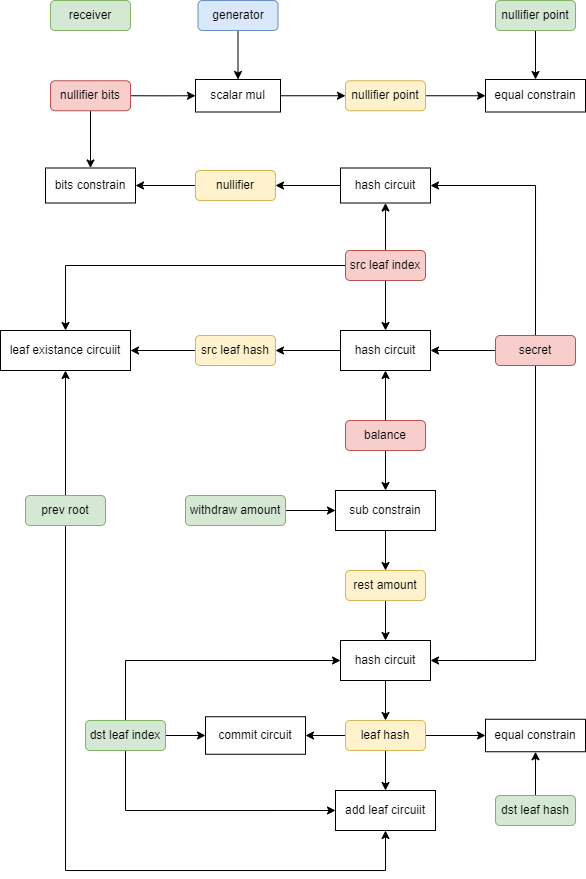 receiver
generator
nullifier point
nullifier bits
scalar mul
nullifier point
equal constrain
bits constrain
nullifier
hash circuit
src leaf index
leaf existance circuiit
src leaf hash
hash circuit
secret
balance
prev root
withdraw amount
sub constrain
rest amount
hash circuit
dst leaf index
commit circuit
leaf hash
equal constrain
add leaf circuiit
dst leaf hash